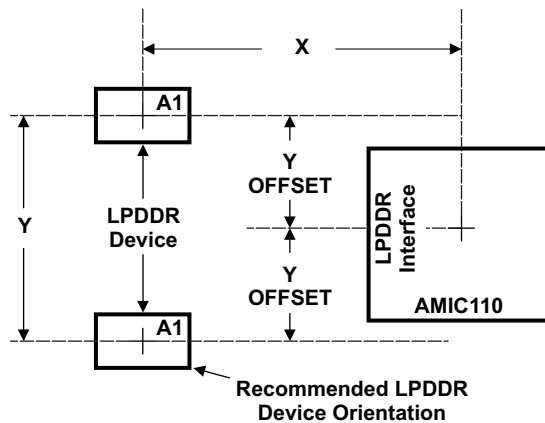 X
A1
Y
OFFSET
Y
LPDDR
Device
LPDDR
Interface
Y
OFFSET
AMIC110
A1
Recommended LPDDR
Device Orientation